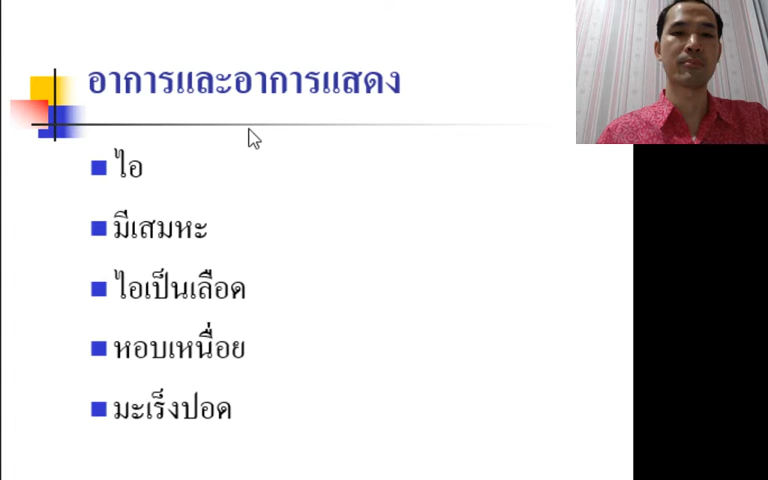 อาการและอาการแสดง
ไอ
มีเสมหะ
ไอเป็นเลือด
หอบเหนื่อย
มะเร็งปอด